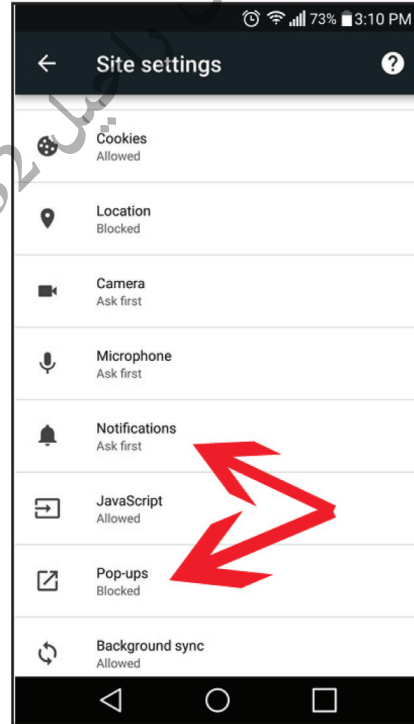 73% 3:10 PM
Site settings
Cookies
Allowed
Location
Blocked
Camera
Ask first
Microphone
Ask first
Notifications
Ask first
JavaScript
Allowed
Pop-ups
Blocked
Background sync
Allowed